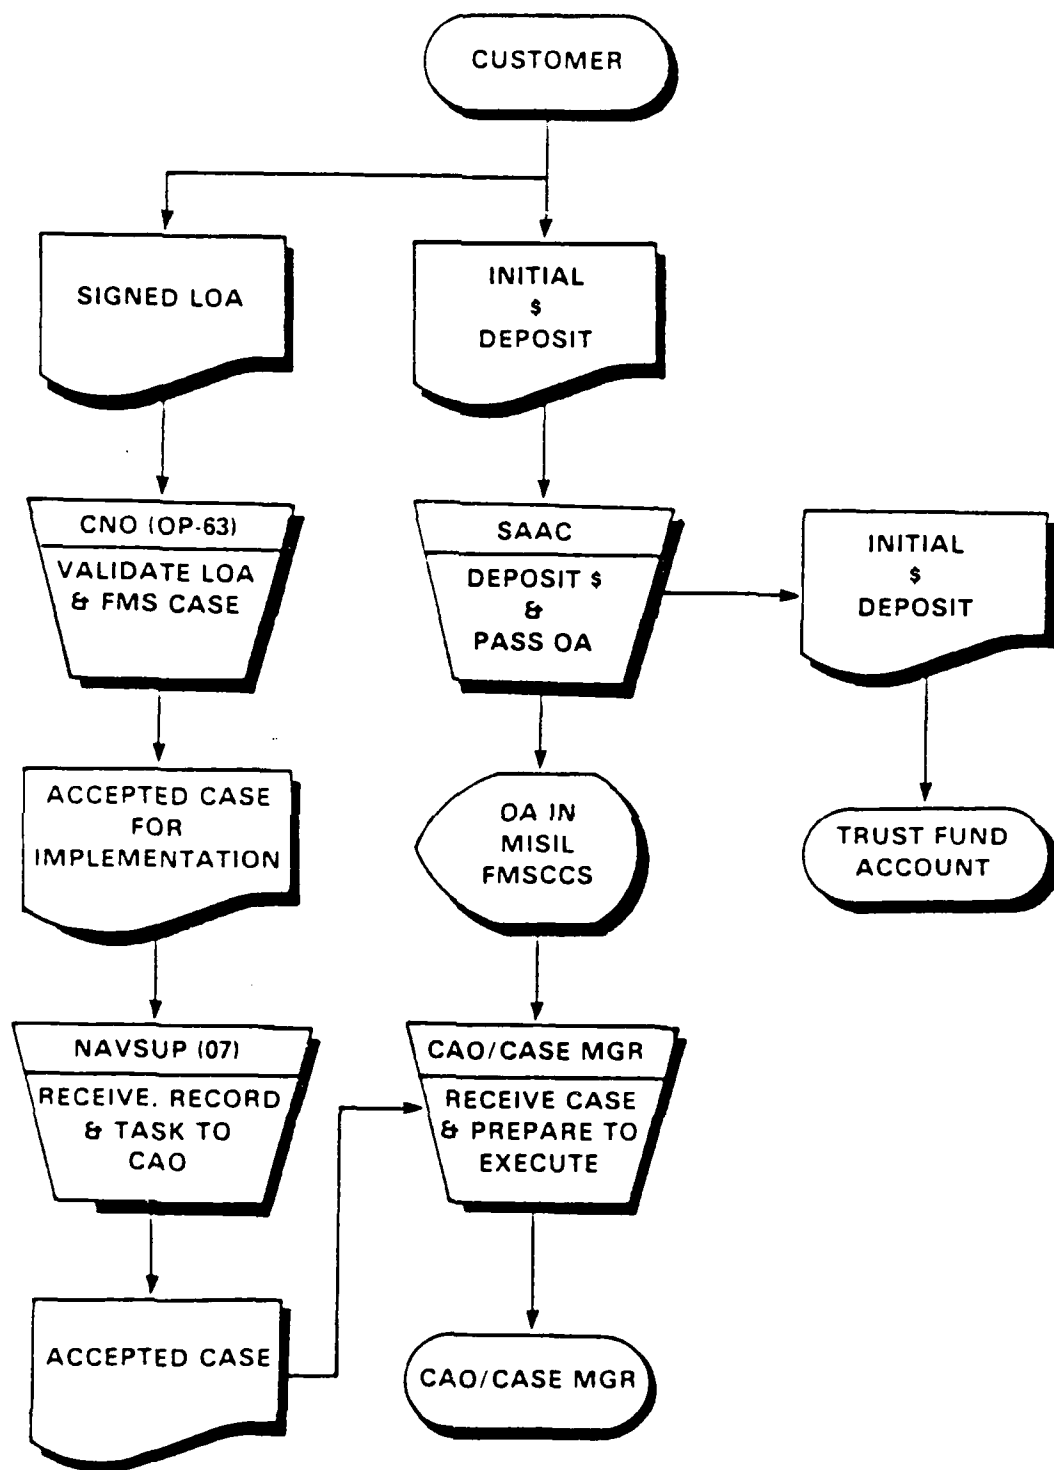 CUSTOMER
SIGNED LOA
INITIAL
$
DEPOSIT
CNO (OP-63)
VALIDATE LOA
& FMS CASE
SAAC
DEPOSIT $
&
PASS OA
INITIAL
$
DEPOSIT
ACCEPTED CASE
FOR
IMPLEMENTATION
OA IN
MISIL
FMSCCS
TRUST FUND
ACCOUNT
NAVSUP (07)
RECEIVE. RECORD
& TASK TO
CAO
CAO/CASE MGR
RECEIVE CASE
& PREPARE TO
EXECUTE
ACCEPTED CASE
CAO/CASE MGR